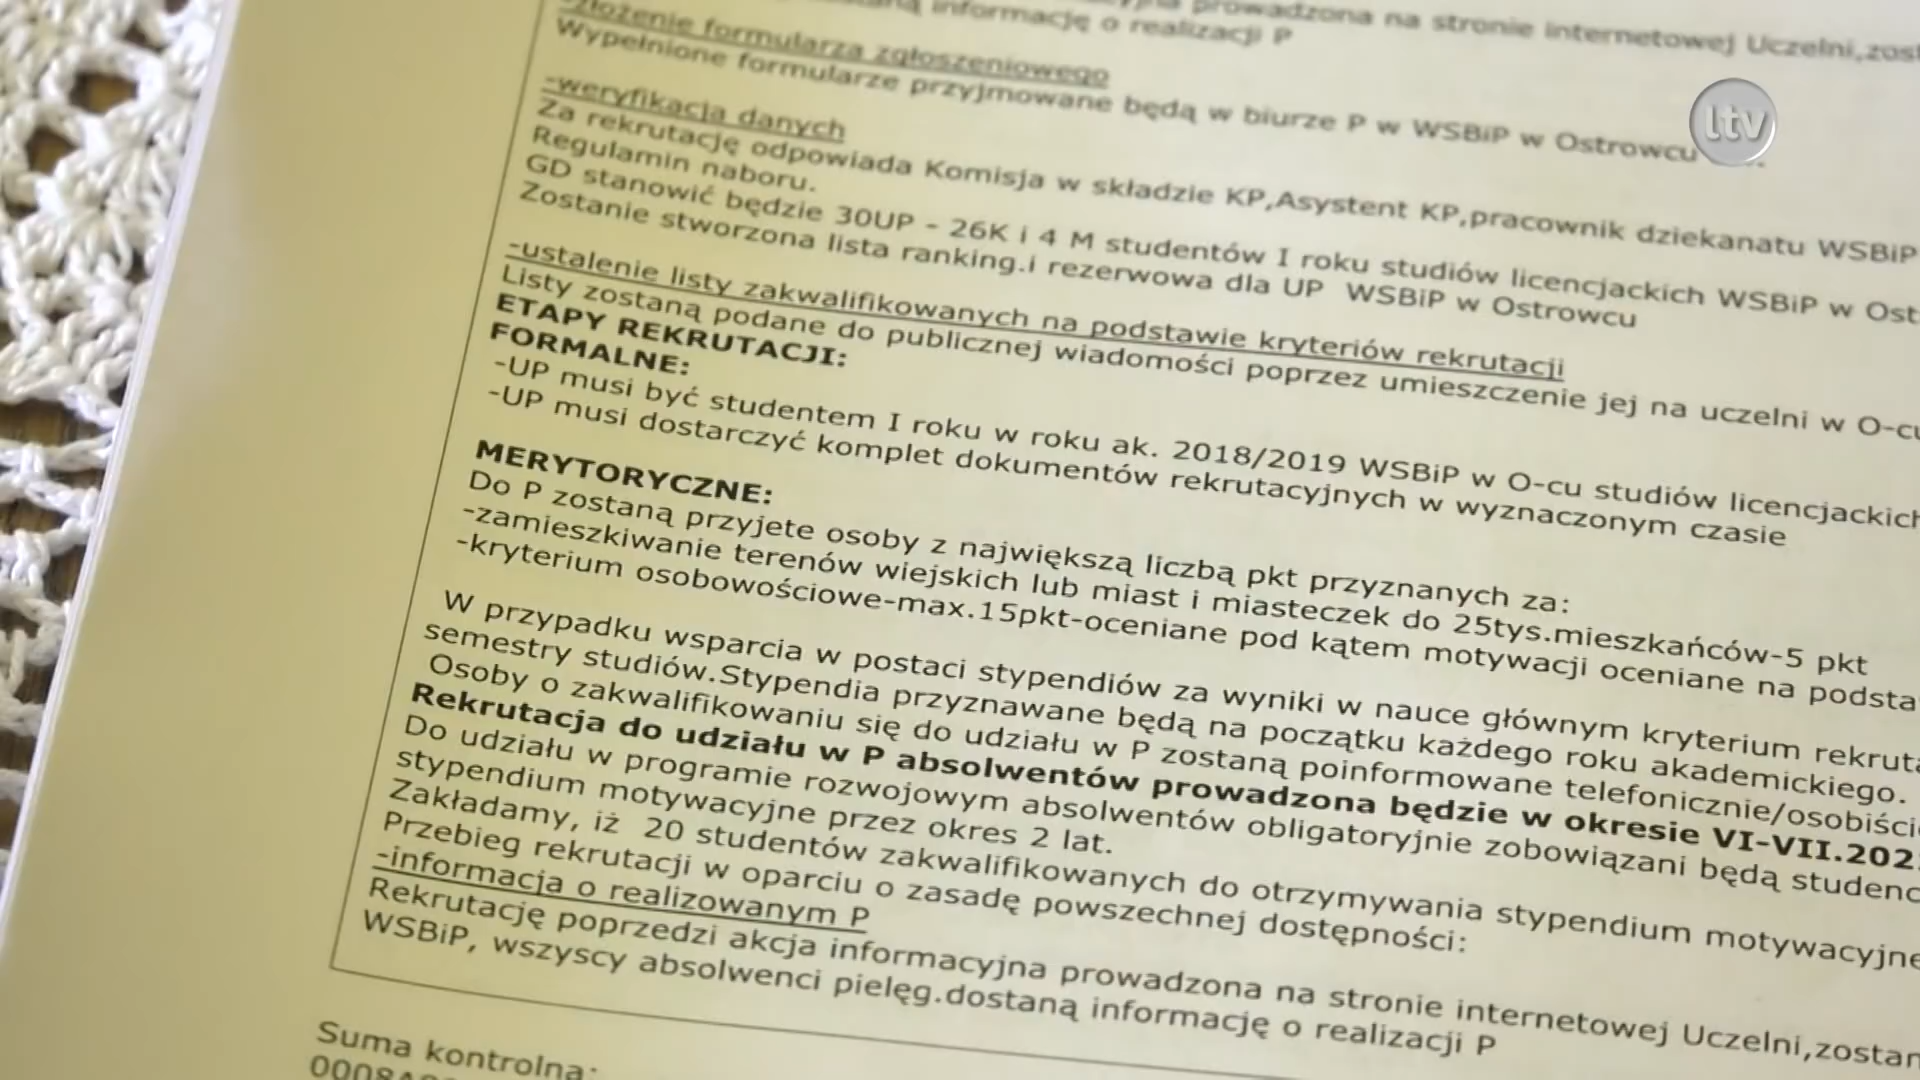 prowadzona na stronie internetowej Uczelni,zost
informację o realizacji P
-złożenie formularza zgłoszeniowego
Wypełnione formularze przyjmowane będą w biurze P w WSBiP w Ostrowcu
-weryfikacja danych
Za rekrutację odpowiada Komisja w składzie KP,Asystent KP,pracownik dziekanatu WSBiP
Regulamin naboru.
GD stanowić będzie 30UP - 26K i 4 M studentów I roku studiów licencjackich WSBiP w Ost
Zostanie stworzona lista ranking.i rezerwowa dla UP WSBiP w Ostrowcu
-ustalenie listy zakwalifikowanych na podstawie kryteriów rekrutacji
Listy zostaną podane do publicznej wiadomości poprzez umieszczenie jej na uczelni w O-cu
ETAPY REKRUTACJI:
FORMALNE:
-UP musi być studentem I roku w roku ak. 2018/2019 WSBiP w O-cu studiów licencjackich
-UP musi dostarczyć komplet dokumentów rekrutacyjnych w wyznaczonym czasie
MERYTORYCZNE:
Do P zostaną przyjete osoby z największą liczbą pkt przyznanych za:
-zamieszkiwanie terenów wiejskich lub miast i miasteczek do 25tys.mieszkańców-5 pkt
-kryterium osobowościowe-max.15pkt-oceniane pod kątem motywacji oceniane na podsta
W przypadku wsparcia w postaci stypendiów za wyniki w nauce głównym kryterium rekruta
semestry studiów.Stypendia przyznawane będą na początku każdego roku akademickiego.
Osoby o zakwalifikowaniu się do udziału w P zostaną poinformowane telefonicznie/osobiści
Rekrutacja do udziału w P absolwentów prowadzona będzie w okresie VI-VII.202
Do udziału w programie rozwojowym absolwentów obligatoryjnie zobowiązani będą studenc
stypendium motywacyjne przez okres 2 lat.
Zakładamy, iż 20 studentów zakwalifikowanych do otrzymywania stypendium motywacyjne
Przebieg rekrutacji w oparciu o zasadę powszechnej dostępności:
-informacja o realizowanym P
Rekrutację poprzedzi akcja informacyjna prowadzona na stronie internetowej Uczelni,zostan
WSBiP, wszyscy absolwenci pielęg.dostaną informację o realizacji P
Suma kontrolna:
ltv